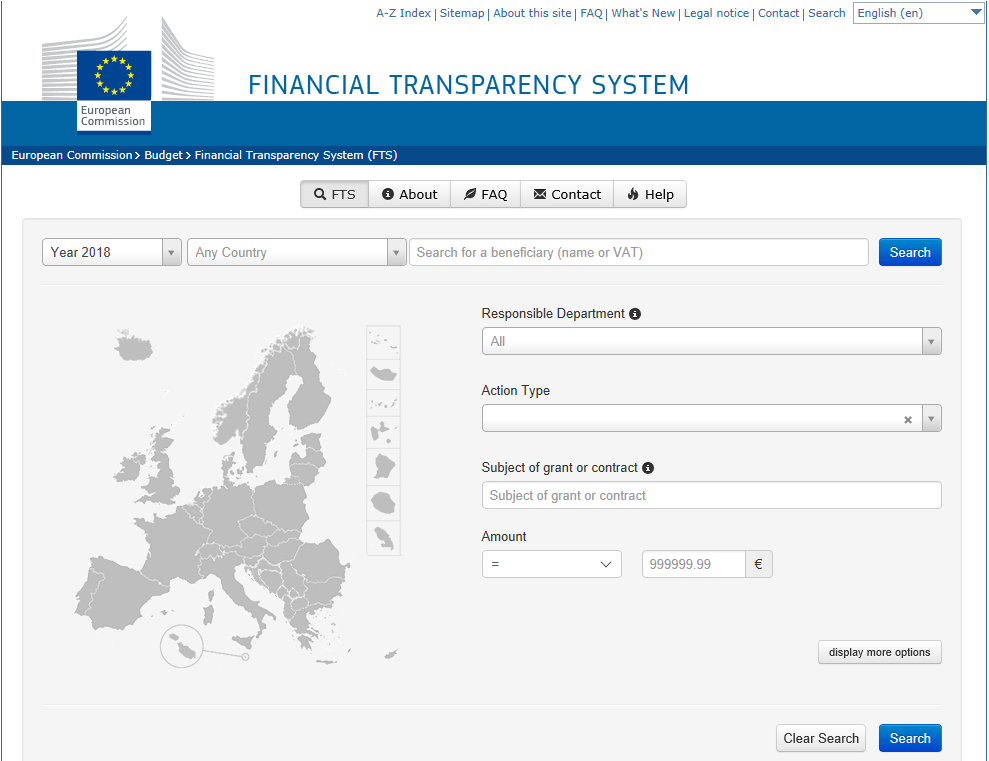 A-Z Index | Sitemap | About this site | FAQ | What's New | Legal notice | Contact | Search English (en)
FINANCIAL TRANSPARENCY SYSTEM
European
Commission
European Commission > Budget > Financial Transparency System (FTS)
FTS About FAQ Contact Help
Year 2018 Any Country Search for a beneficiary (name or VAT) Search
Responsible Department
All
Action Type
Subject of grant or contract
Subject of grant or contract
Amount
= 999999.99 €
display more options
Clear Search Search